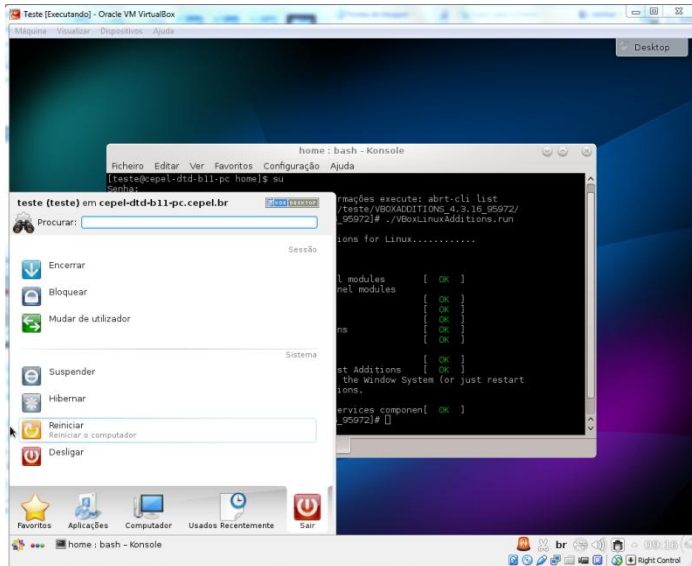 Teste [Executando] - Oracle VM VirtualBox
Máquina Visualizar Dispositivos Ajuda
Desktop
home : bash - Konsole
Ficheiro Editar Ver Favoritos Configuração Ajuda
[teste@cepel-dtd-b11-pc home]$ su
Senha:
rmações execute: abrt-cli list
/teste/VBOXADDITIONS_4.3.16_95972/
_95972]# ./VBoxLinuxAdditions.run
ions for Linux............
l modules [ OK ]
nel modules
[ OK ]
[ OK ]
[ OK ]
ns [ OK ]
[ OK ]
[ OK ]
st Additions [ OK ]
the Window System (or just restart
ions.
ervices componen[ OK ]
_95972]#
teste (teste) em cepel-dtd-b11-pc.cepel.br
KDE DESKTOP
Procurar:
Sessão
Encerrar
Bloquear
Mudar de utilizador
Sistema
Suspender
Hibernar
Reiniciar
Reiniciar o computador
Desligar
Favoritos Aplicações Computador Usados Recentemente Sair
home : bash - Konsole
br
Right Control